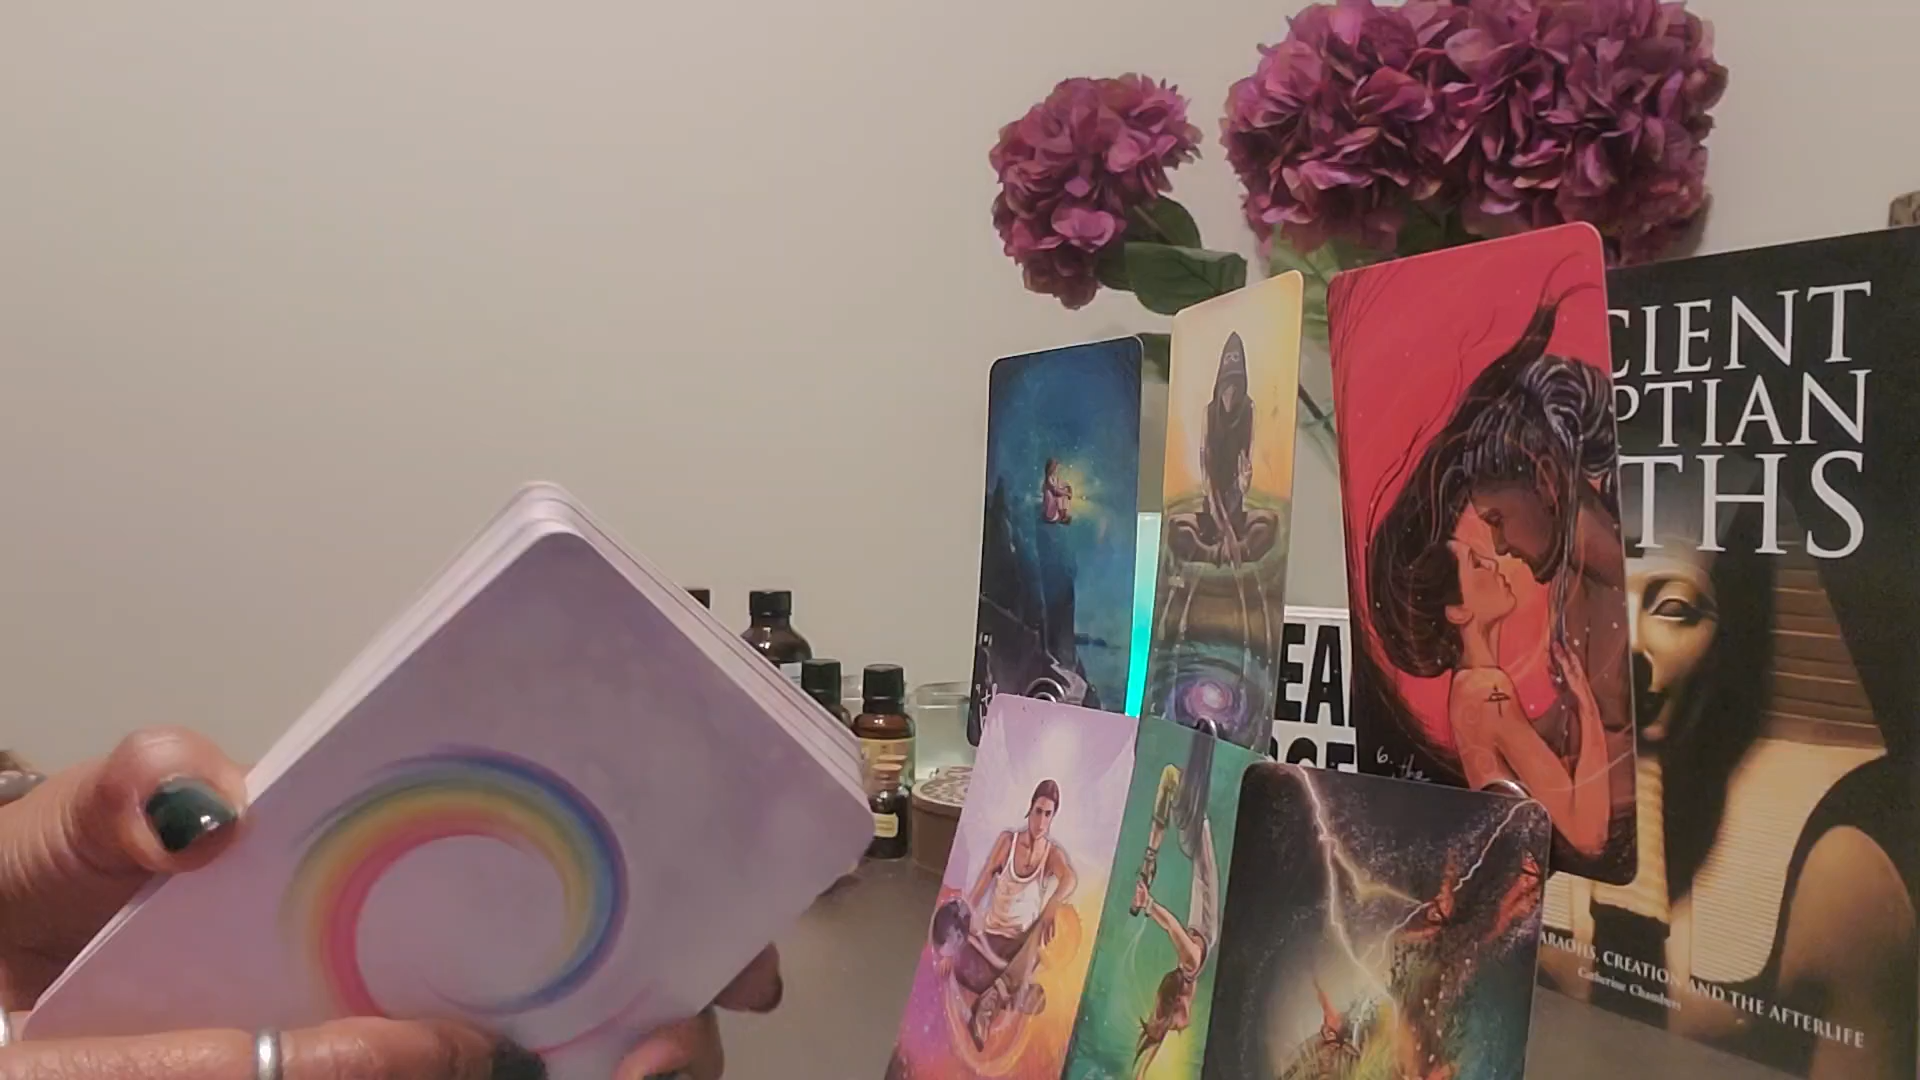 CIENT
PTIAN
THS
EA
6. the
ARAOHS, CREATION AND THE AFTERLIFE
Catherine Chambers